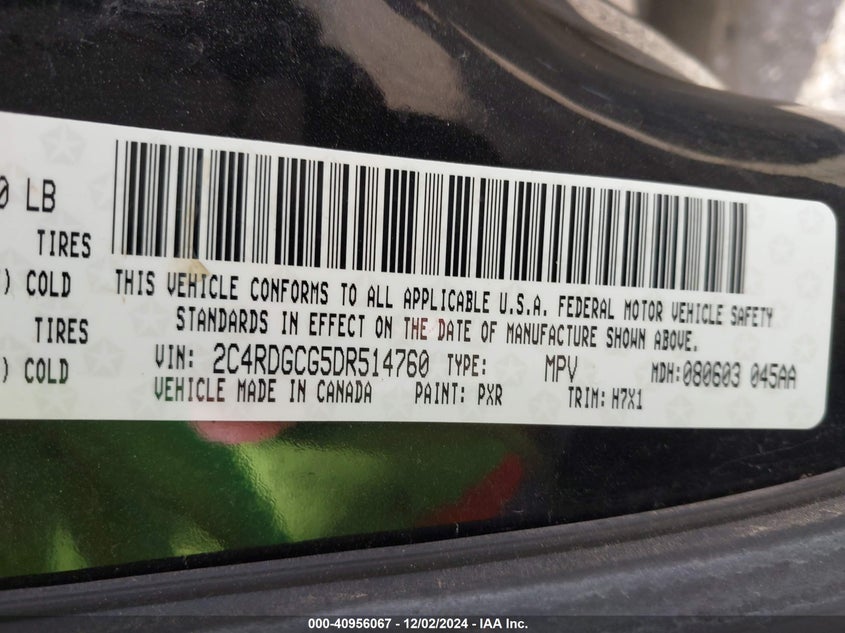 0 LB
TIRES
) COLD
TIRES
) COLD
THIS VEHICLE CONFORMS TO ALL APPLICABLE U.S.A. FEDERAL MOTOR VEHICLE SAFETY
STANDARDS IN EFFECT ON THE DATE OF MANUFACTURE SHOWN ABOVE.
VIN: 2C4RDGCG5DR514760 TYPE: MPV MDH:080603 045AA
VEHICLE MADE IN CANADA PAINT: PXR TRIM: H7X1
000-40956067 - 12/02/2024 - IAA Inc.